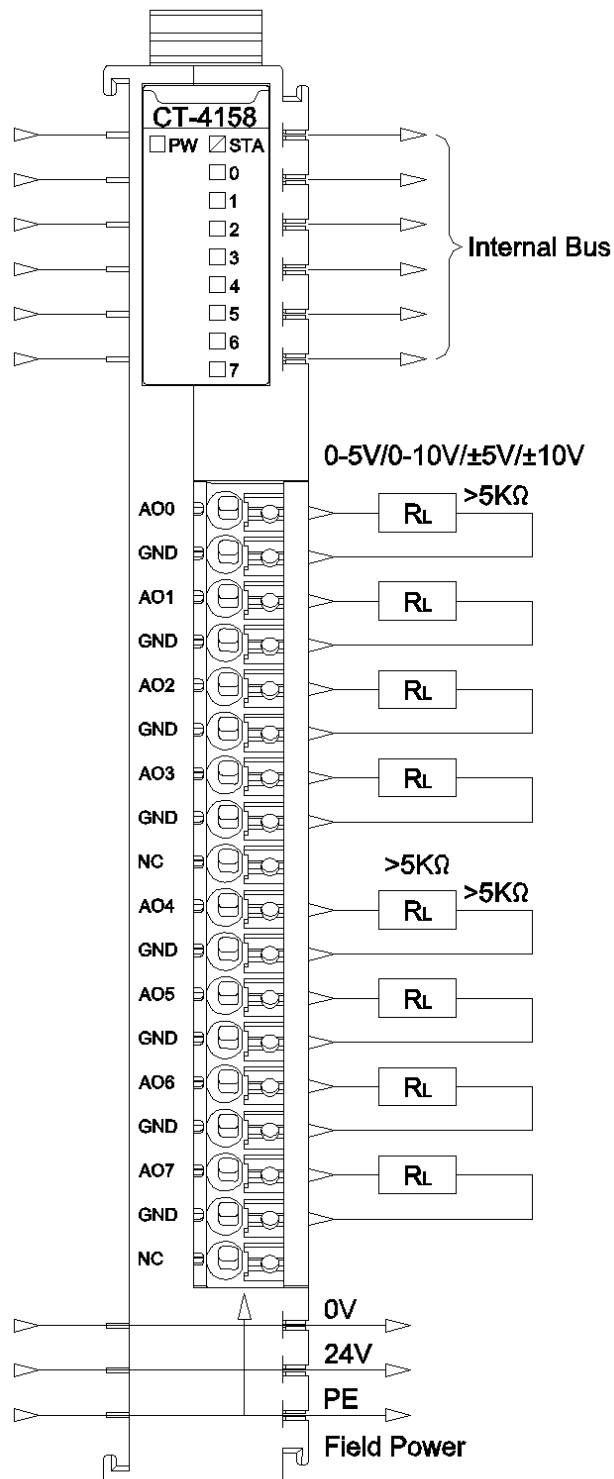 CT-4158
PW STA
0
1
2
3
4
5
6
7
Internal Bus
0-5V/0-10V/±5V/±10V
AO0 RL >5KΩ
GND
AO1 RL
GND
AO2 RL
GND
AO3 RL
GND
NC >5KΩ
AO4 RL >5KΩ
GND
AO5 RL
GND
AO6 RL
GND
AO7 RL
GND
NC
0V
24V
PE
Field Power